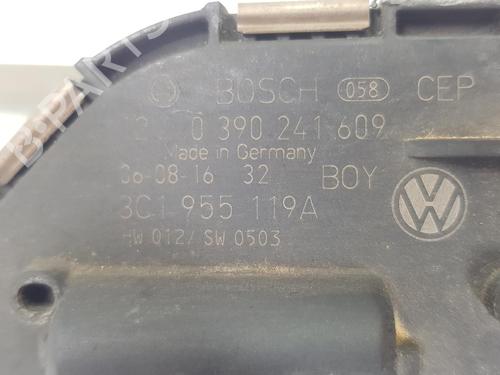 BOSCH 058 CEP
0 390 241 609
Made in Germany
06-08-16 32 BOY
3C1 955 119A
HW 012/ SW 0503
B-PARTS